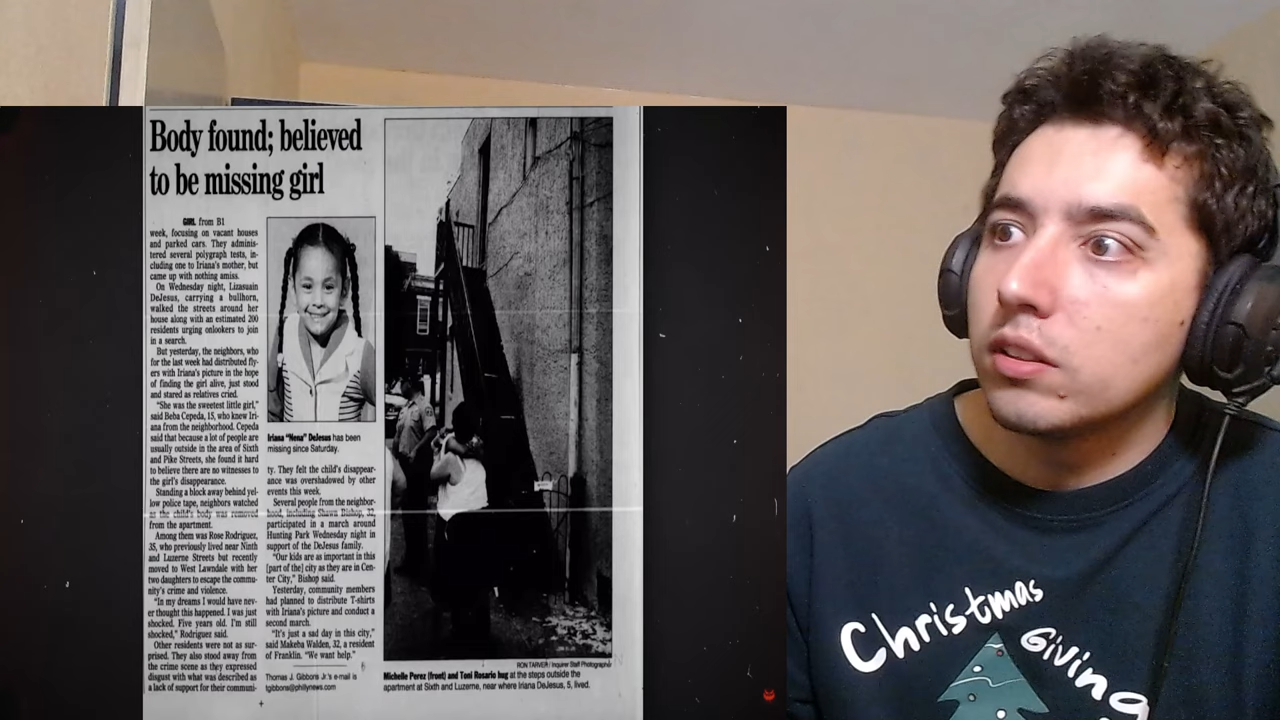 Body found; believed
to be missing girl
GIRL from B1
week, focusing on vacant houses
and parked cars. They adminis-
tered several polygraph tests, in-
cluding one to Iriana's mother, but
came up with nothing amiss.
On Wednesday night, Lizasuain
DeJesus, carrying a bullhorn,
walked the streets around her
house along with an estimated 200
residents urging onlookers to join
in a search.
But yesterday, the neighbors, who
for the last week had distributed fly-
ers with Iriana's picture in the hope
of finding the girl alive, just stood
and stared as relatives cried.
"She was the sweetest little girl,"
said Beba Cepeda, 15, who knew Iri-
ana from the neighborhood. Cepeda
said that because a lot of people are
usually outside in the area of Sixth
and Pike Streets, she found it hard
to believe there are no witnesses to
the girl's disappearance.
Standing a block away behind yel-
low police tape, neighbors watched
as the child's body was removed
from the apartment.
Among them was Rose Rodriguez,
35, who previously lived near Ninth
and Luzerne Streets but recently
moved to West Lawndale with her
two daughters to escape the commu-
nity's crime and violence.
"In my dreams I would have nev-
er thought this happened. I was just
shocked. Five years old. I'm still
shocked," Rodriguez said.
Other residents were not as sur-
prised. They also stood away from
the crime scene as they expressed
disgust with what was described as
a lack of support for their communi-
Iriana "Nena" DeJesus has been
missing since Saturday.
ty. They felt the child's disappear-
ance was overshadowed by other
events this week.
Several people from the neighbor-
hood, including Shawn Bishop, 32,
participated in a march around
Hunting Park Wednesday night in
support of the DeJesus family.
"Our kids are as important in this
[part of the] city as they are in Cen-
ter City," Bishop said.
Yesterday, community members
had planned to distribute T-shirts
with Iriana's picture and conduct a
second march.
"It's just a sad day in this city,"
said Makeba Walden, 32, a resident
of Franklin. "We want help."
Thomas J. Gibbons Jr.'s e-mail is
tgibbons@phillynews.com
RON TARVER / Inquirer Staff Photographer
Michelle Perez (front) and Toni Rosario hug at the steps outside the
apartment at Sixth and Luzerne, near where Iriana DeJesus, 5, lived.
Christmas
Giving